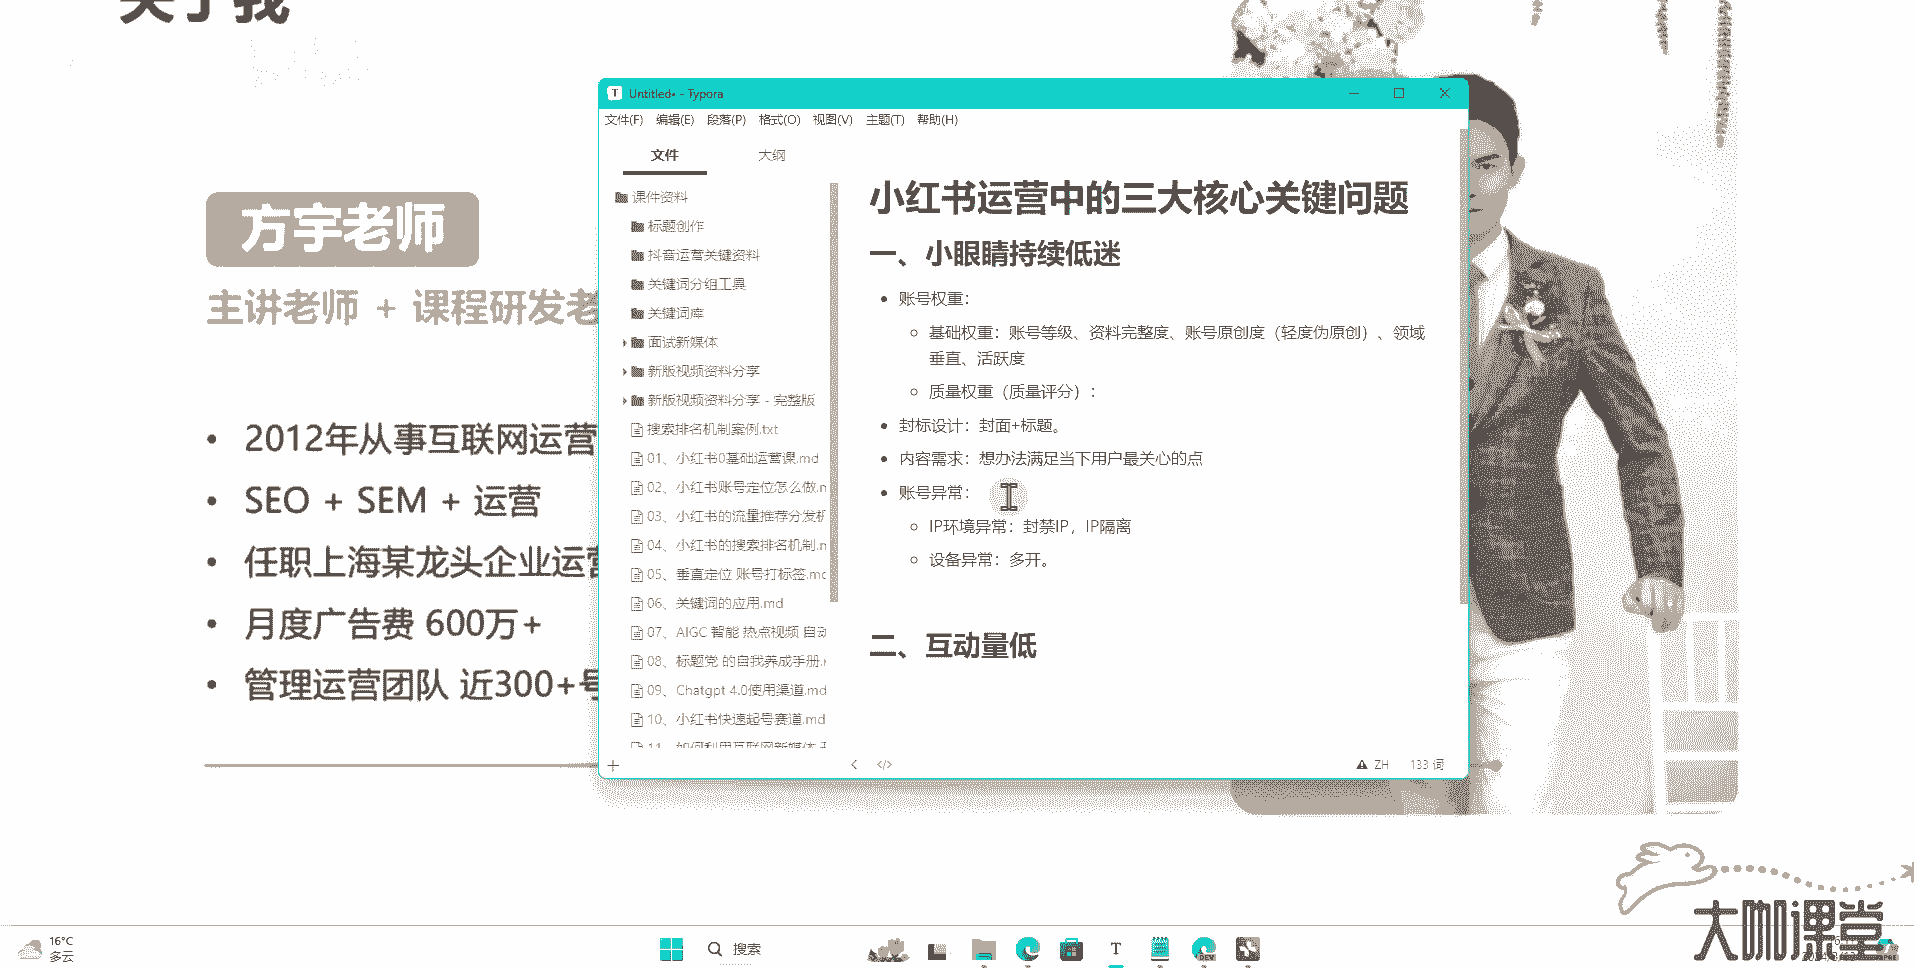 关于我
方宇老师
主讲老师 + 课程研发老
• 2012年从事互联网运营
• SEO + SEM + 运营
• 任职上海某龙头企业运营
• 月度广告费 600万+
• 管理运营团队 近300+号
Untitled• - Typora
文件(F) 编辑(E) 段落(P) 格式(O) 视图(V) 主题(T) 帮助(H)
文件 大纲
课件资料
标题创作
抖音运营关键资料
关键词分组工具
关键词库
面试新媒体
新版视频资料分享
新版视频资料分享 - 完整版
搜索排名机制案例.txt
01、小红书0基础运营课.md
02、小红书账号定位怎么做.m
03、小红书的流量推荐分发机
04、小红书的搜索排名机制.m
05、垂直定位 账号打标签.md
06、关键词的应用.md
07、AIGC 智能 热点视频 自动
08、标题党 的自我养成手册.m
09、Chatgpt 4.0使用渠道.md
10、小红书快速起号赛道.md
11、如何利用互联网新媒体
小红书运营中的三大核心关键问题
一、小眼睛持续低迷
• 账号权重：
基础权重：账号等级、资料完整度、账号原创度（轻度伪原创）、领域
垂直、活跃度
质量权重（质量评分）：
• 封标设计：封面+标题。
• 内容需求：想办法满足当下用户最关心的点
• 账号异常：
IP环境异常：封禁IP，IP隔离
设备异常：多开。
二、互动量低
ZH 133 词
16°C
多云
搜索
大咖课堂